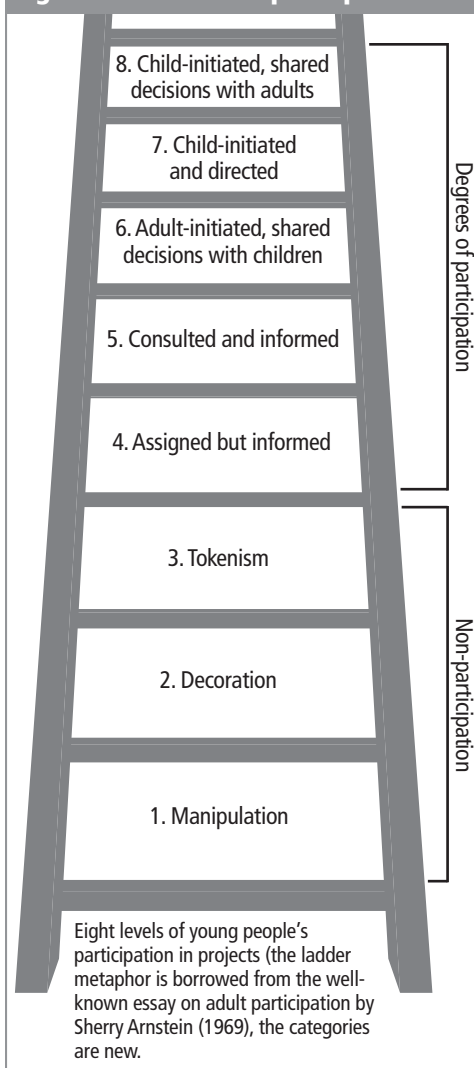 8. Child-initiated, shared
decisions with adults
7. Child-initiated
and directed
6. Adult-initiated, shared
decisions with children
5. Consulted and informed
4. Assigned but informed
Degrees of participation
3. Tokenism
2. Decoration
1. Manipulation
Non-participation
Eight levels of young people’s
participation in projects (the ladder
metaphor is borrowed from the well-
known essay on adult participation by
Sherry Arnstein (1969), the categories
are new.